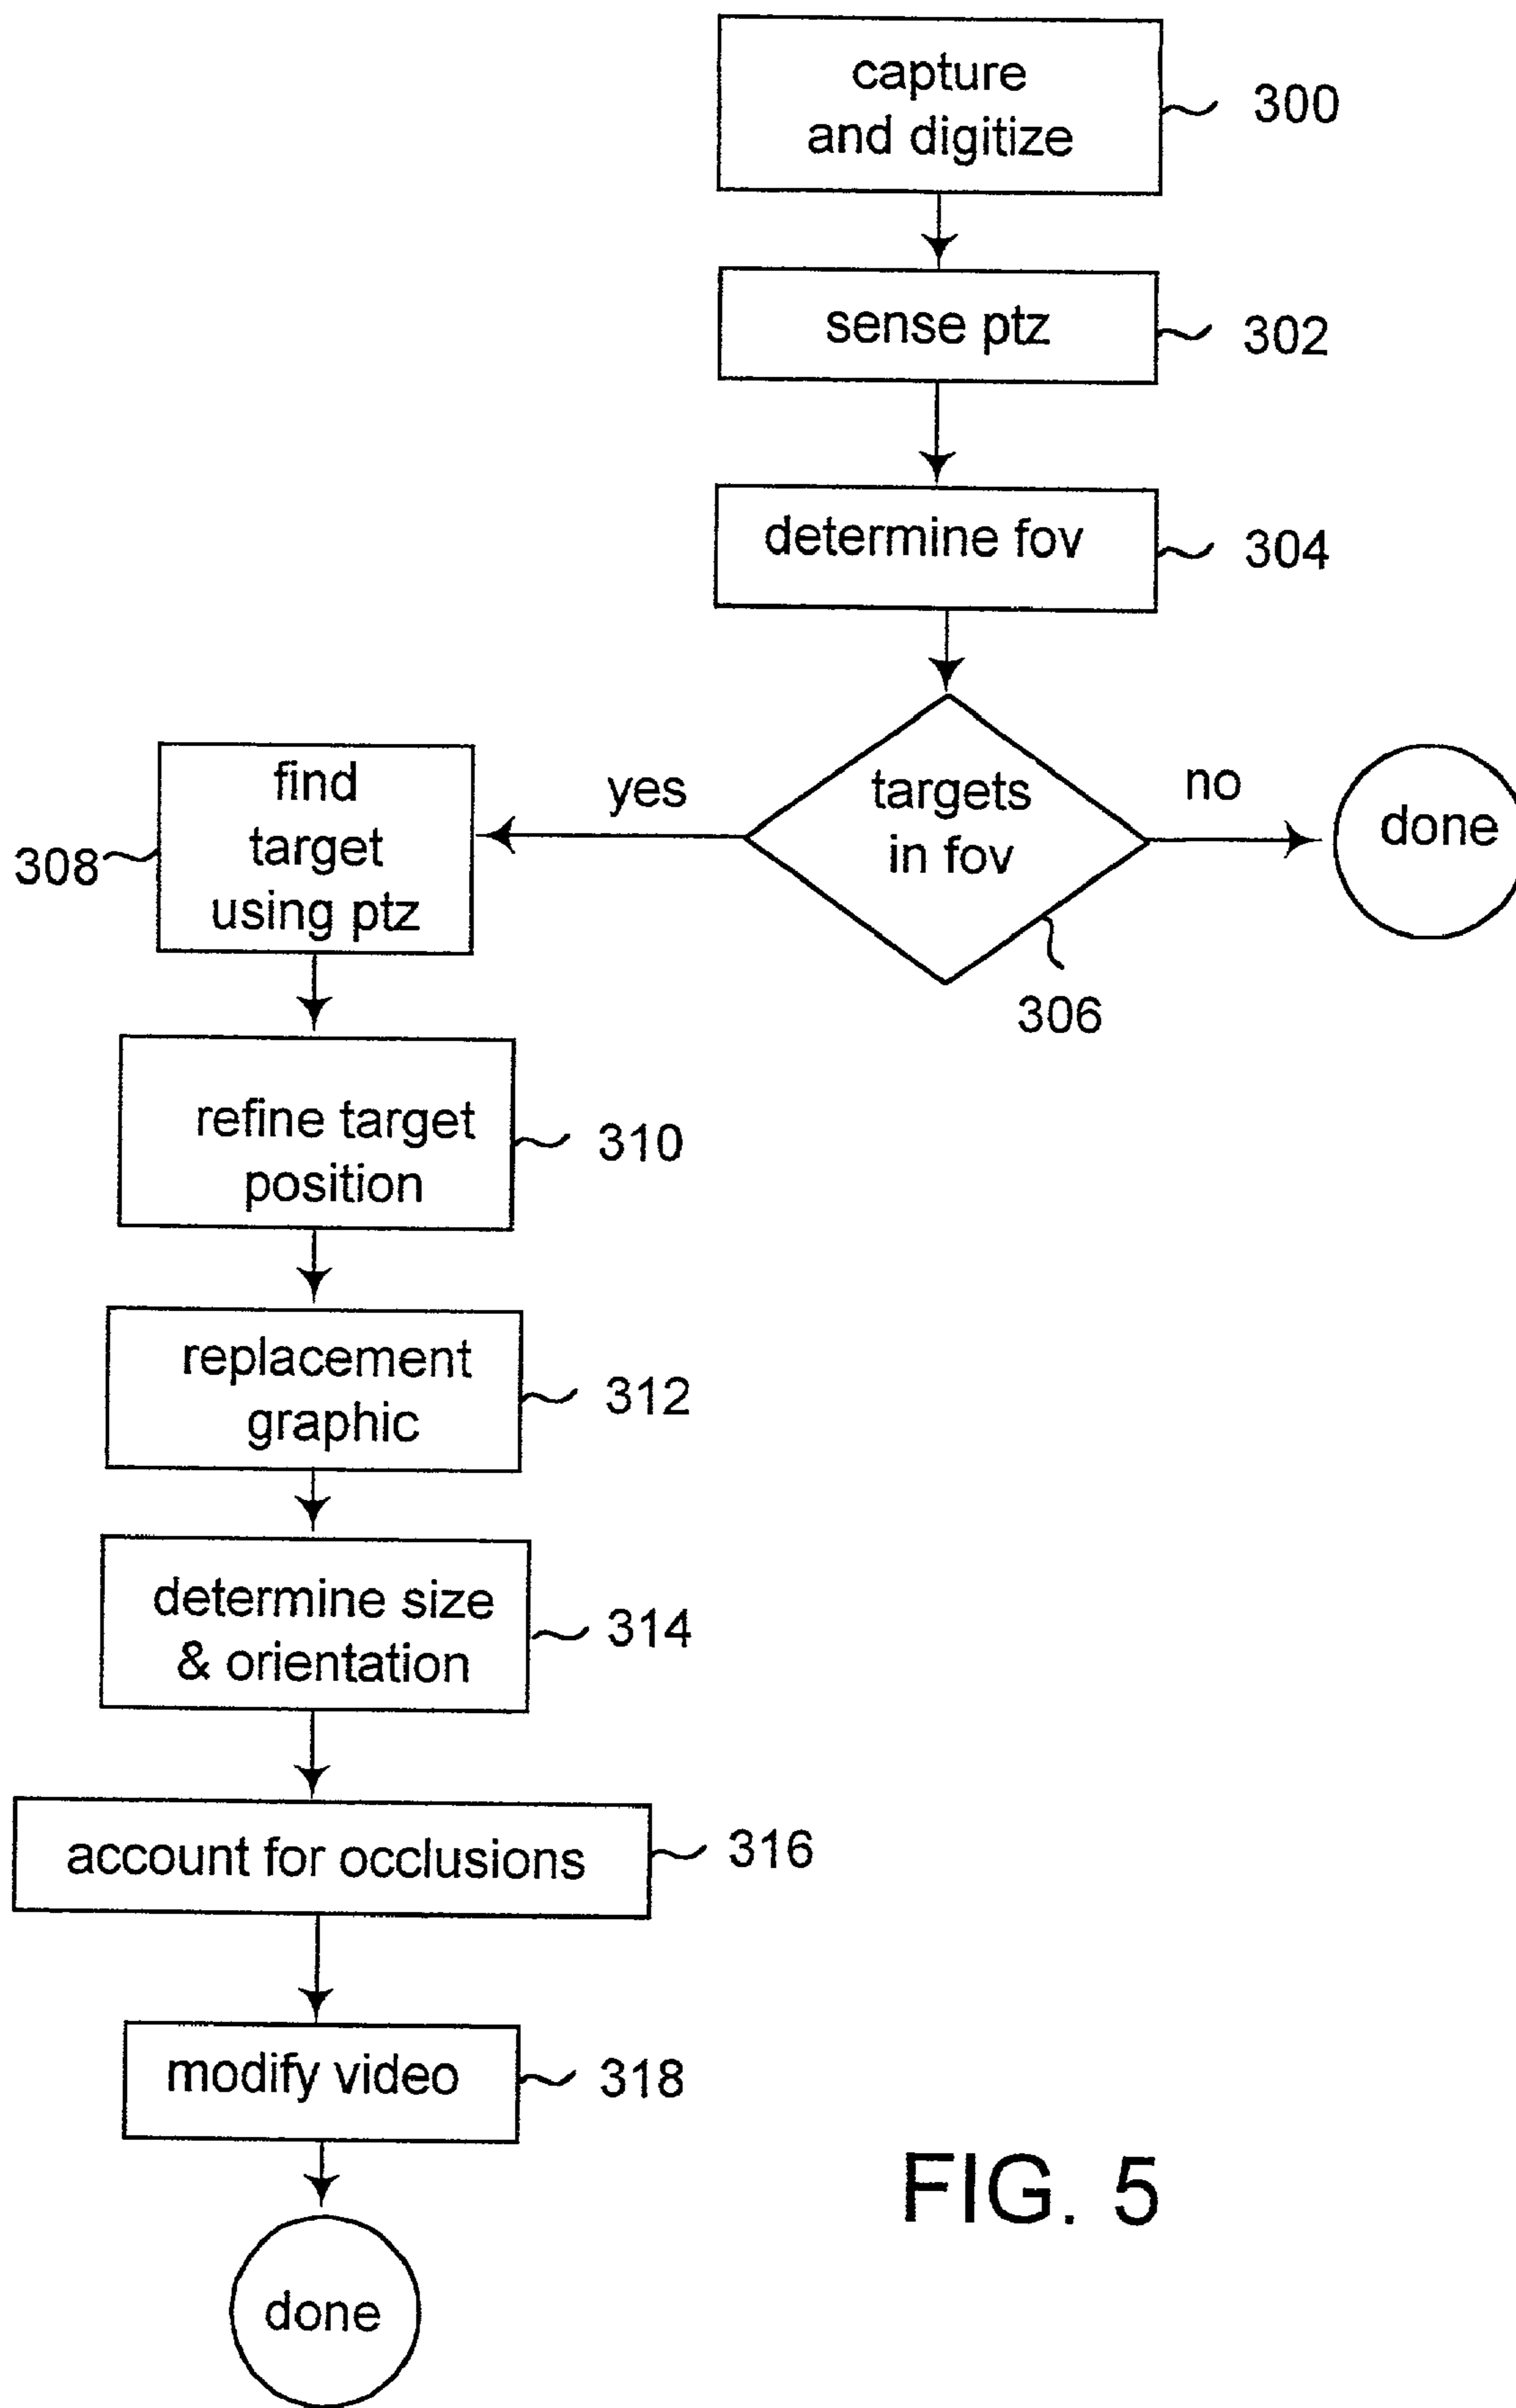 capture
and digitize
300
sense ptz
302
determine fov
304
targets
in fov
306
yes
no
done
find
target
using ptz
308
refine target
position
310
replacement
graphic
312
determine size
& orientation
314
account for occlusions
316
modify video
318
done
FIG. 5